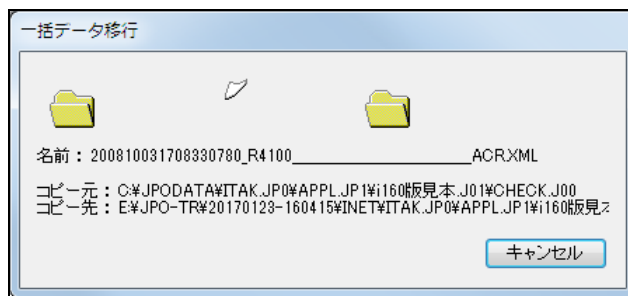 一括データ移行
名前： 200810031708330780_R4100____________________ACR.XML
コピー元： C:¥JPODATA¥ITAK.JP0¥APPL.JP1¥i160版見本.J01¥CHECK.J00
コピー先： E:¥JPO-TR¥20170123-160415¥INET¥ITAK.JP0¥APPL.JP1¥i160版見
キャンセル